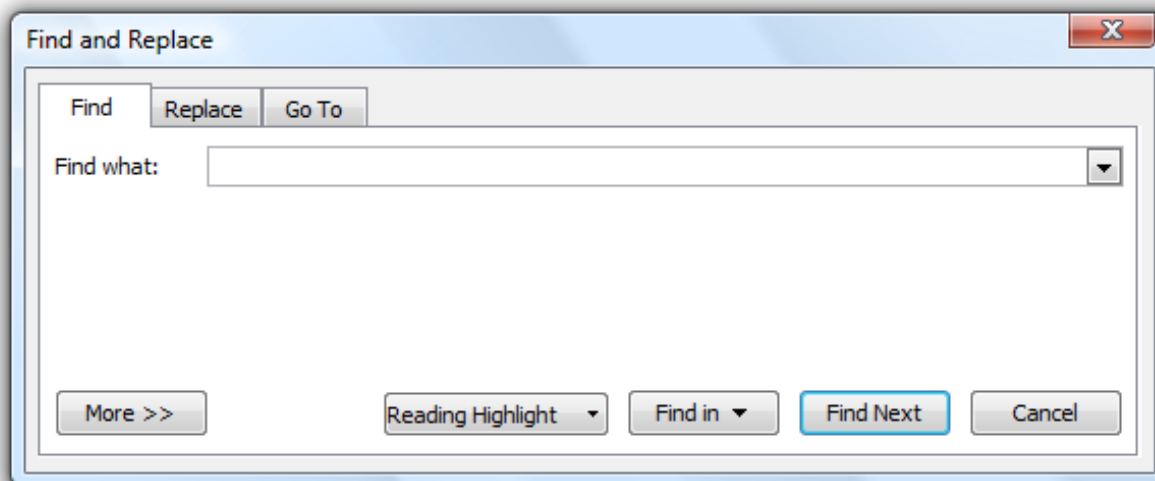 Find and Replace
X
Find Replace Go To
Find what:
More >> Reading Highlight Find in Find Next Cancel